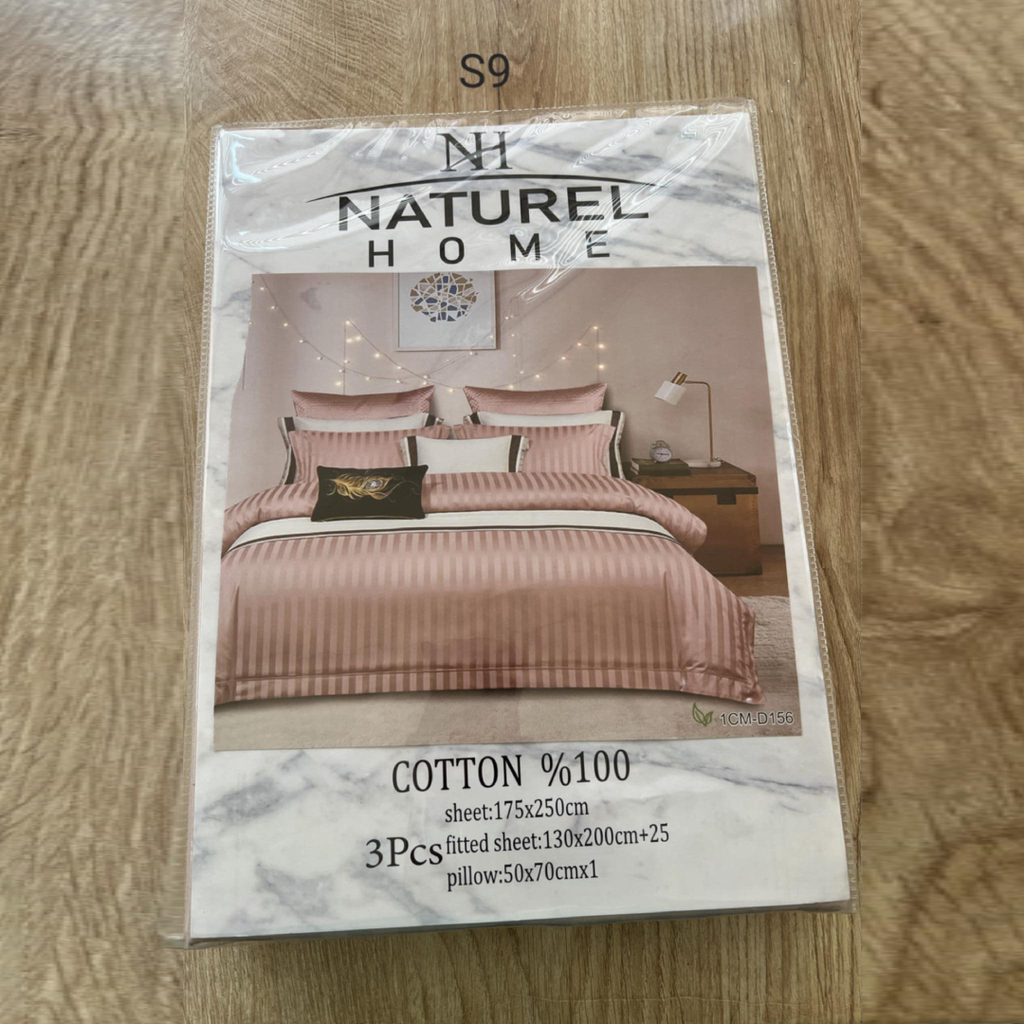 S9
NH
NATUREL
HOME
1CM-D156
COTTON %100
sheet:175x250cm
3Pcs fitted sheet:130x200cm+25
pillow:50x70cmx1